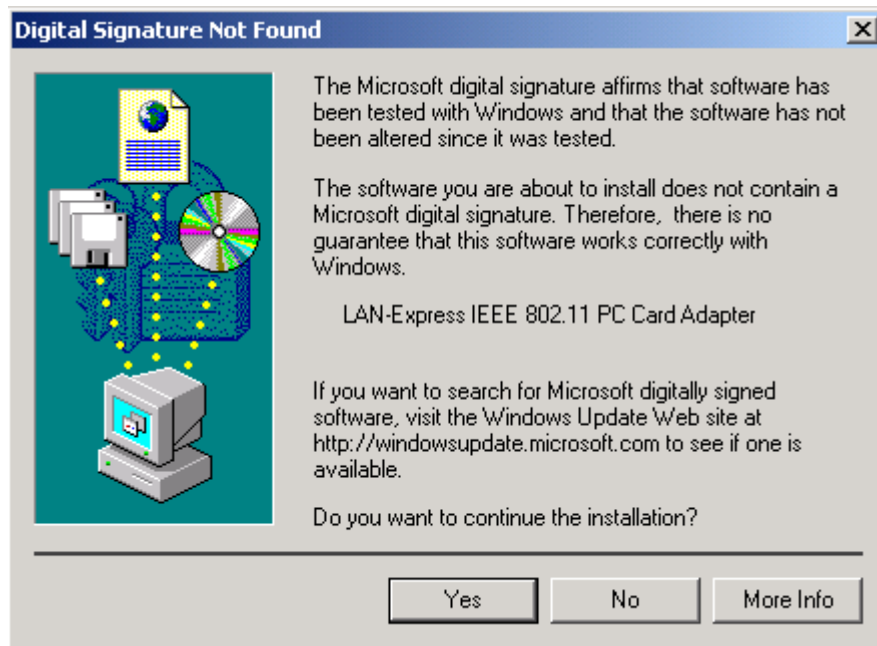 Digital Signature Not Found
The Microsoft digital signature affirms that software has
been tested with Windows and that the software has not
been altered since it was tested.
The software you are about to install does not contain a
Microsoft digital signature. Therefore,  there is no
guarantee that this software works correctly with
Windows.
LAN-Express IEEE 802.11 PC Card Adapter
If you want to search for Microsoft digitally signed
software, visit the Windows Update Web site at
http://windowsupdate.microsoft.com to see if one is
available.
Do you want to continue the installation?
Yes No More Info